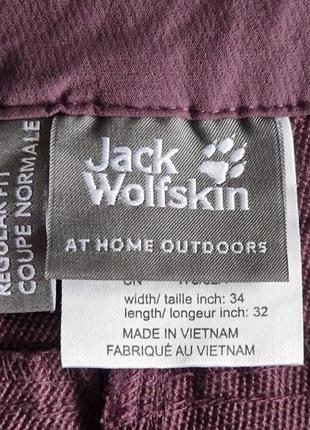 REGULAR FIT
COUPE NORMALE
Jack
Wolfskin
AT HOME OUTDOORS
width/ taille inch: 34
length/ longeur inch: 32
MADE IN VIETNAM
FABRIQUÉ AU VIETNAM